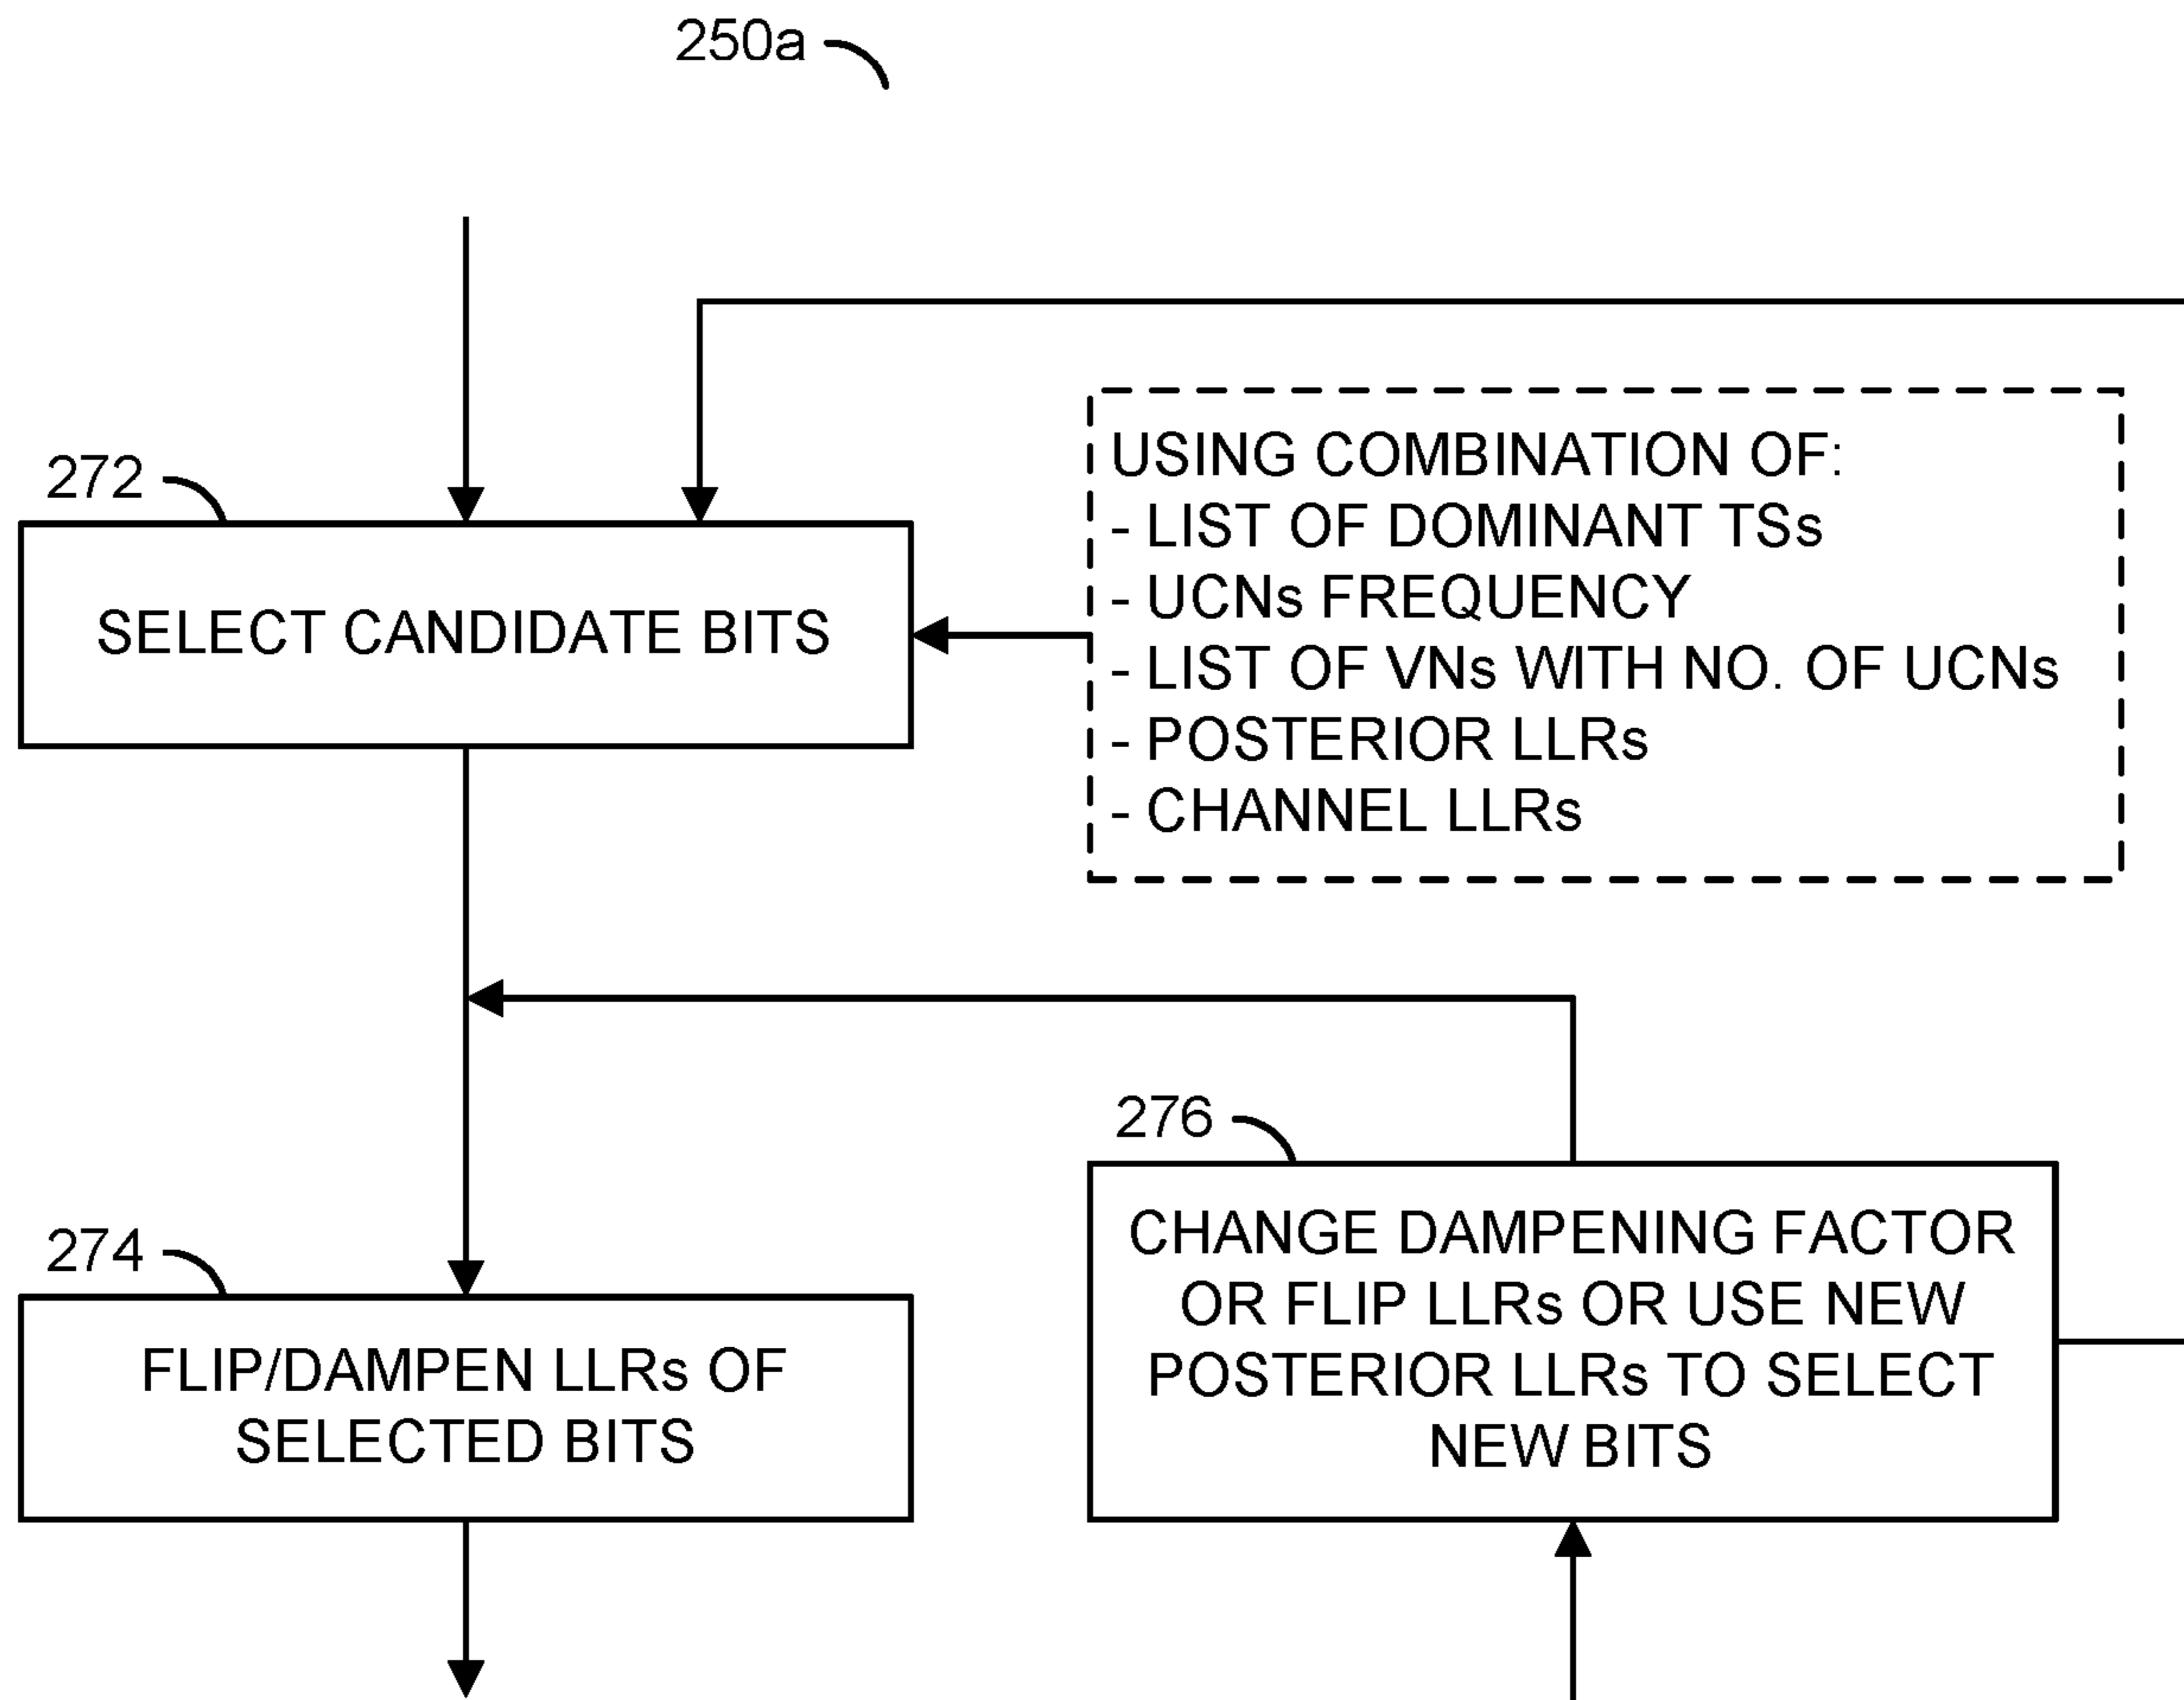 250a
272
SELECT CANDIDATE BITS
USING COMBINATION OF:
- LIST OF DOMINANT TSs
- UCNs FREQUENCY
- LIST OF VNs WITH NO. OF UCNs
- POSTERIOR LLRs
- CHANNEL LLRs
276
CHANGE DAMPENING FACTOR
OR FLIP LLRs OR USE NEW
POSTERIOR LLRs TO SELECT
NEW BITS
274
FLIP/DAMPEN LLRs OF
SELECTED BITS